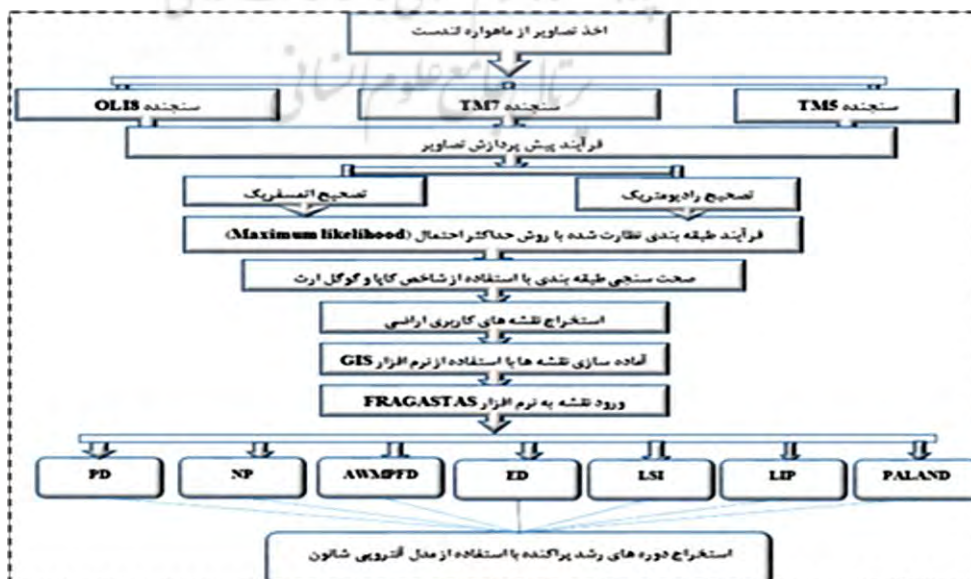 اخذ تصاویر از ماهواره لندست
پرتال جامع علوم انسانی
سنجنده TM5
سنجنده TM7
سنجنده OLI8
فرآیند پیش پردازش تصاویر
تصحیح رادیومتریک
تصحیح اتمسفریک
فرآیند طبقه بندی نظارت شده با روش حداکثر احتمال (Maximum likelihood)
صحت سنجی طبقه بندی با استفاده از شاخص کاپا و گوگل ارث
استخراج نقشه های کاربری اراضی
آماده سازی نقشه ها با استفاده از نرم افزار GIS
ورود نقشه به نرم افزار FRAGASTAS
PD NP AWMPFD ED LSI LIP PALAND
استخراج دوره های رشد پراکنده با استفاده از مدل آنتروپی شانون